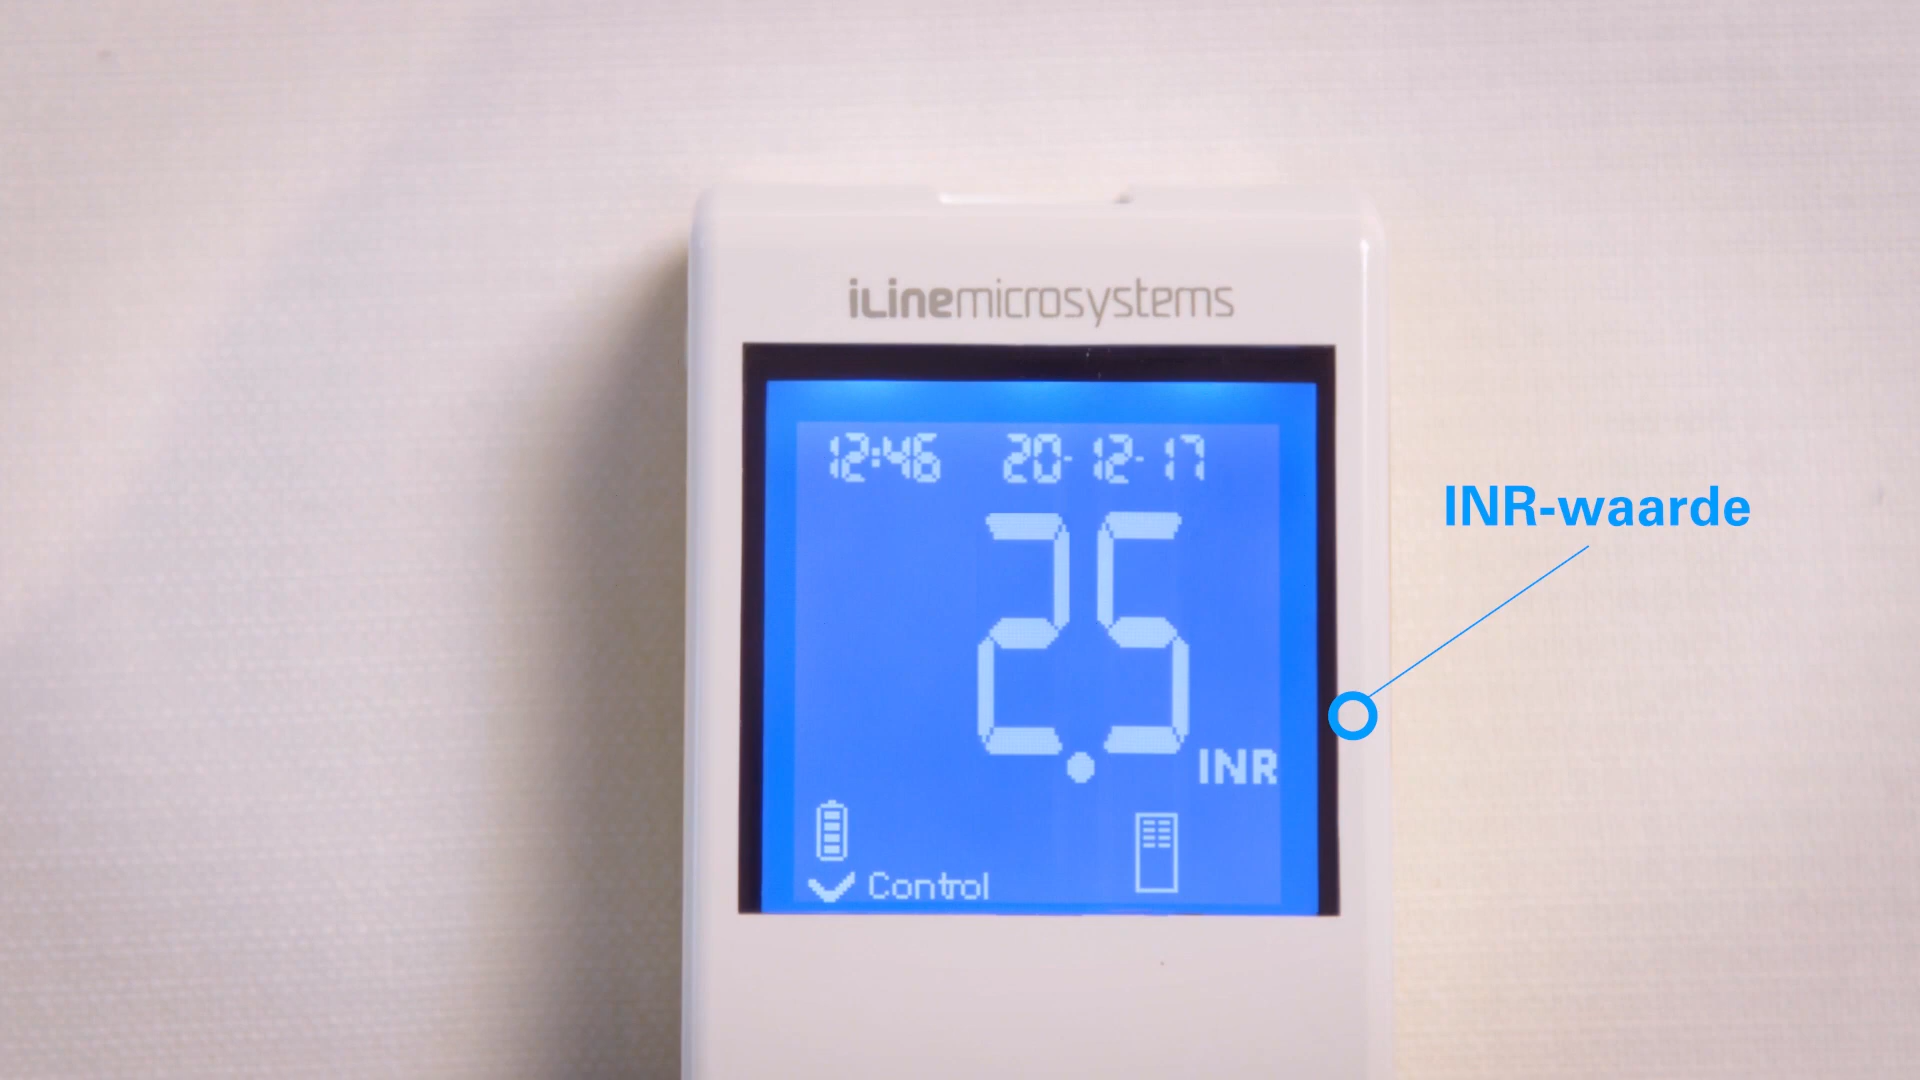 iLinemicrosystems
12:46 20-12-17
2.5 INR
Control
INR-waarde